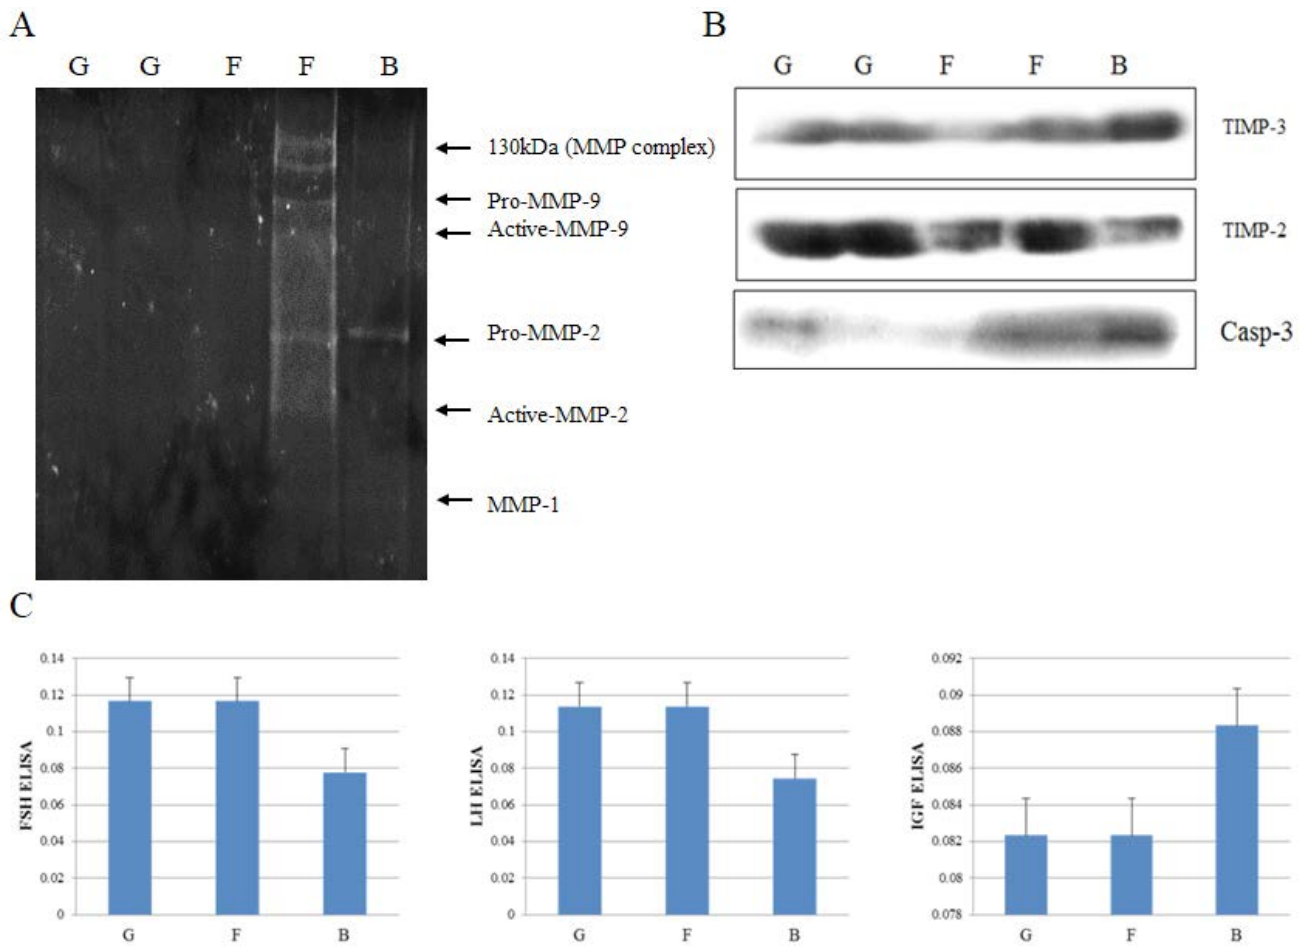 A
B
G G F F B
130kDa (MMP complex)
Pro-MMP-9
Active-MMP-9
Pro-MMP-2
Active-MMP-2
MMP-1
G G F F B
TIMP-3
TIMP-2
Casp-3
C
FSH ELISA
0.14
0.12
0.1
0.08
0.06
0.04
0.02
0
G F B
LH ELISA
0.14
0.12
0.1
0.08
0.06
0.04
0.02
0
G F B
IGF ELISA
0.092
0.09
0.088
0.086
0.084
0.082
0.08
0.078
G F B